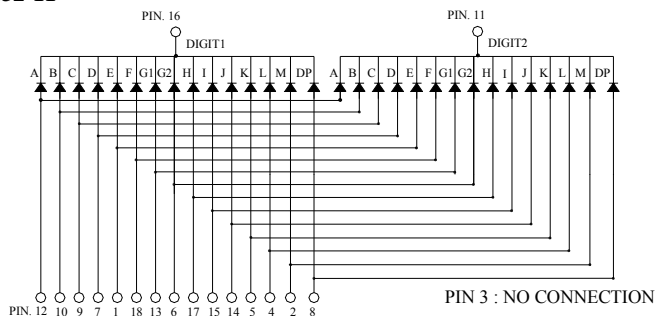 PIN. 16
PIN. 11
DIGIT1
DIGIT2
A B C D E F G1 G2 H I J K L M DP
A B C D E F G1 G2 H I J K L M DP
PIN 3 : NO CONNECTION
PIN. 12 10 9 7 1 18 13 6 17 15 14 5 4 2 8